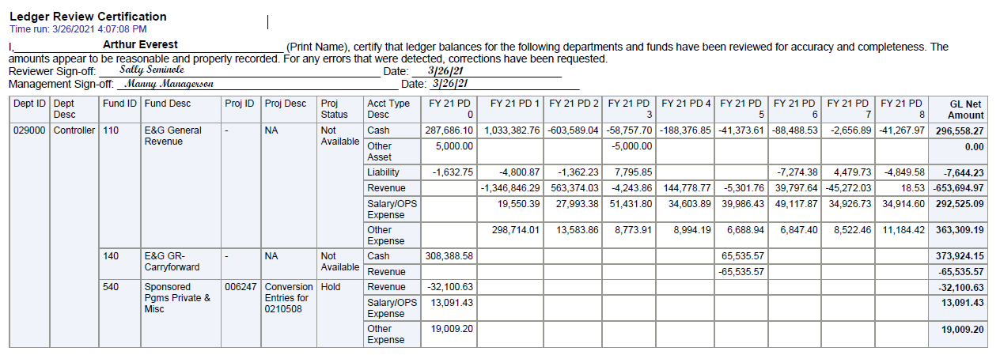 Ledger Review Certification
Time run: 3/26/2021 4:07:08 PM
I, Arthur Everest (Print Name), certify that ledger balances for the following departments and funds have been reviewed for accuracy and completeness. The
amounts appear to be reasonable and properly recorded. For any errors that were detected, corrections have been requested.
Reviewer Sign-off: Sally Seminole Date: 3/26/21
Management Sign-off: Manny Managerson Date: 3/26/21
Dept ID Dept Desc Fund ID Fund Desc Proj ID Proj Desc Proj Status Acct Type Desc FY 21 PD 0 FY 21 PD 1 FY 21 PD 2 FY 21 PD 3 FY 21 PD 4 FY 21 PD 5 FY 21 PD 6 FY 21 PD 7 FY 21 PD 8 GL Net Amount
029000 Controller 110 E&G General Revenue - NA Not Available Cash 287,686.10 1,033,382.76 -603,589.04 -58,757.70 -188,376.85 -41,373.61 -88,488.53 -2,656.89 -41,267.97 296,558.27
Other Asset 5,000.00 -5,000.00 0.00
Liability -1,632.75 -4,800.87 -1,362.23 7,795.85 -7,274.38 4,479.73 -4,849.58 -7,644.23
Revenue -1,346,846.29 563,374.03 -4,243.86 144,778.77 -5,301.76 39,797.64 -45,272.03 18.53 -653,694.97
Salary/OPS Expense 19,550.39 27,993.38 51,431.80 34,603.89 39,986.43 49,117.87 34,926.73 34,914.60 292,525.09
Other Expense 298,714.01 13,583.86 8,773.91 8,994.19 6,688.94 6,847.40 8,522.46 11,184.42 363,309.19
140 E&G GR- Carryforward - NA Not Available Cash 308,388.58 65,535.57 373,924.15
Revenue -65,535.57 -65,535.57
540 Sponsored Pgms Private & Misc 006247 Conversion Entries for 0210508 Hold Revenue -32,100.63 -32,100.63
Salary/OPS Expense 13,091.43 13,091.43
Other Expense 19,009.20 19,009.20